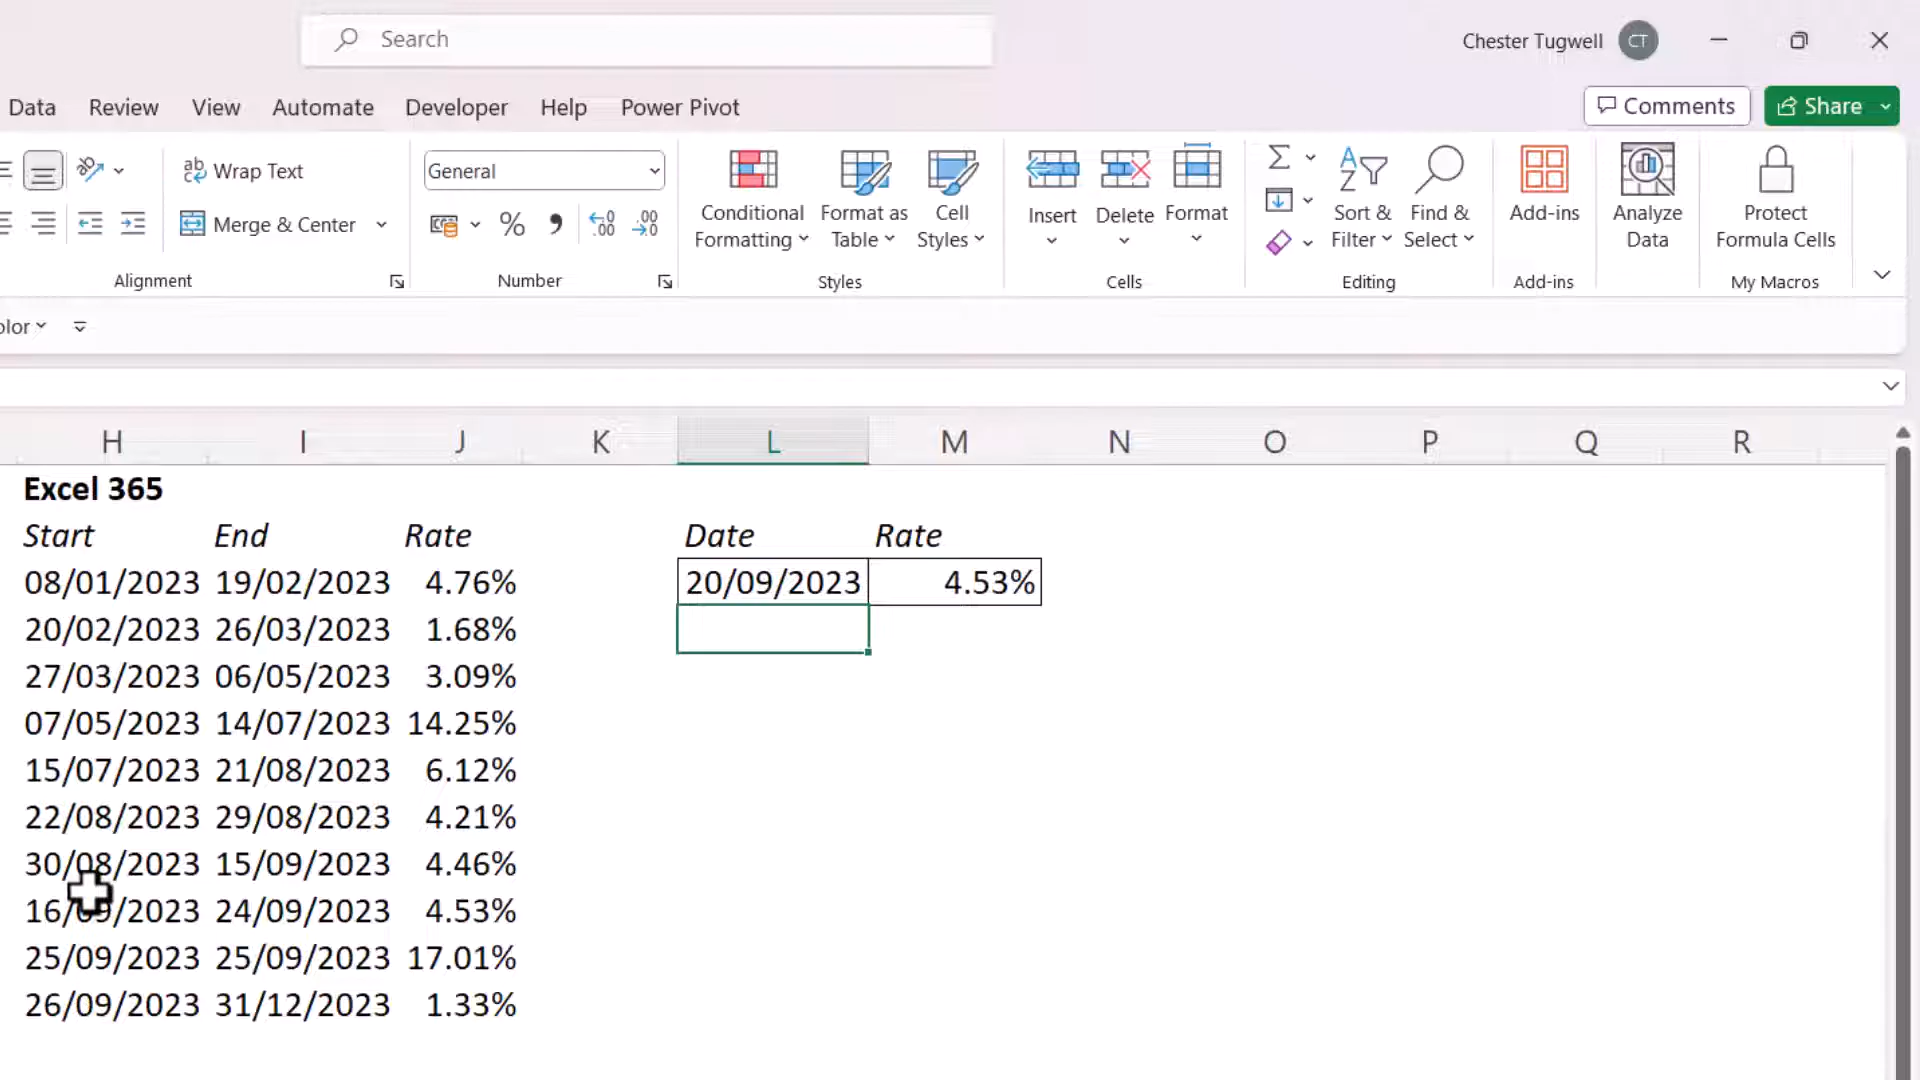 Search
Chester Tugwell CT
Data Review View Automate Developer Help Power Pivot
Comments Share
Wrap Text
Merge & Center
Alignment
General
Number
Conditional Formatting
Format as Table
Cell Styles
Styles
Insert
Delete
Format
Cells
Sort & Filter
Find & Select
Editing
Add-ins
Add-ins
Analyze Data
Protect Formula Cells
My Macros
olor
H I J K L M N O P Q R
Excel 365
Start End Rate Date Rate
08/01/2023 19/02/2023 4.76% 20/09/2023 4.53%
20/02/2023 26/03/2023 1.68%
27/03/2023 06/05/2023 3.09%
07/05/2023 14/07/2023 14.25%
15/07/2023 21/08/2023 6.12%
22/08/2023 29/08/2023 4.21%
30/08/2023 15/09/2023 4.46%
16/09/2023 24/09/2023 4.53%
25/09/2023 25/09/2023 17.01%
26/09/2023 31/12/2023 1.33%